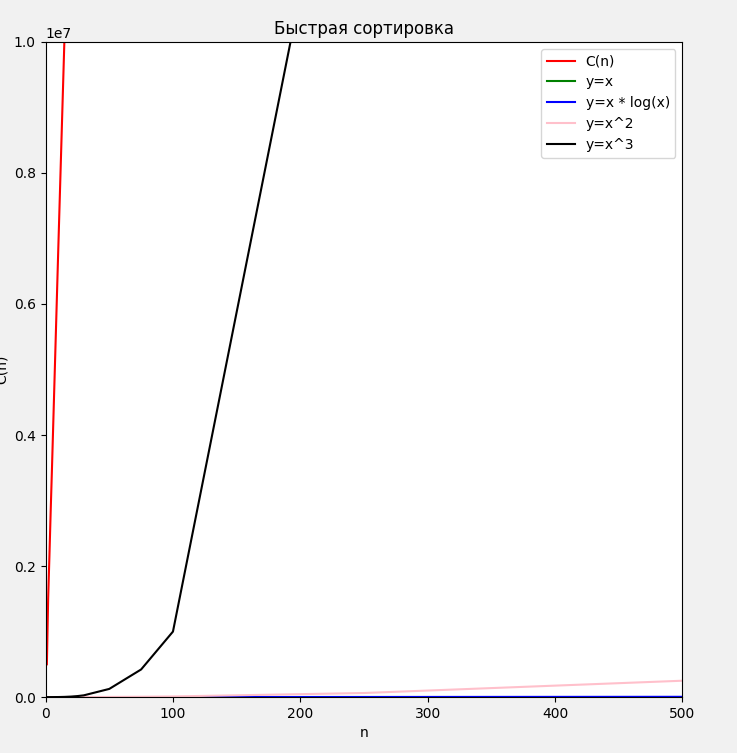 Быстрая сортировка
1e7
1.0
0.8
0.6
0.4
0.2
0.0
C(n)
0 100 200 300 400 500
n
C(n)
y=x
y=x * log(x)
y=x^2
y=x^3